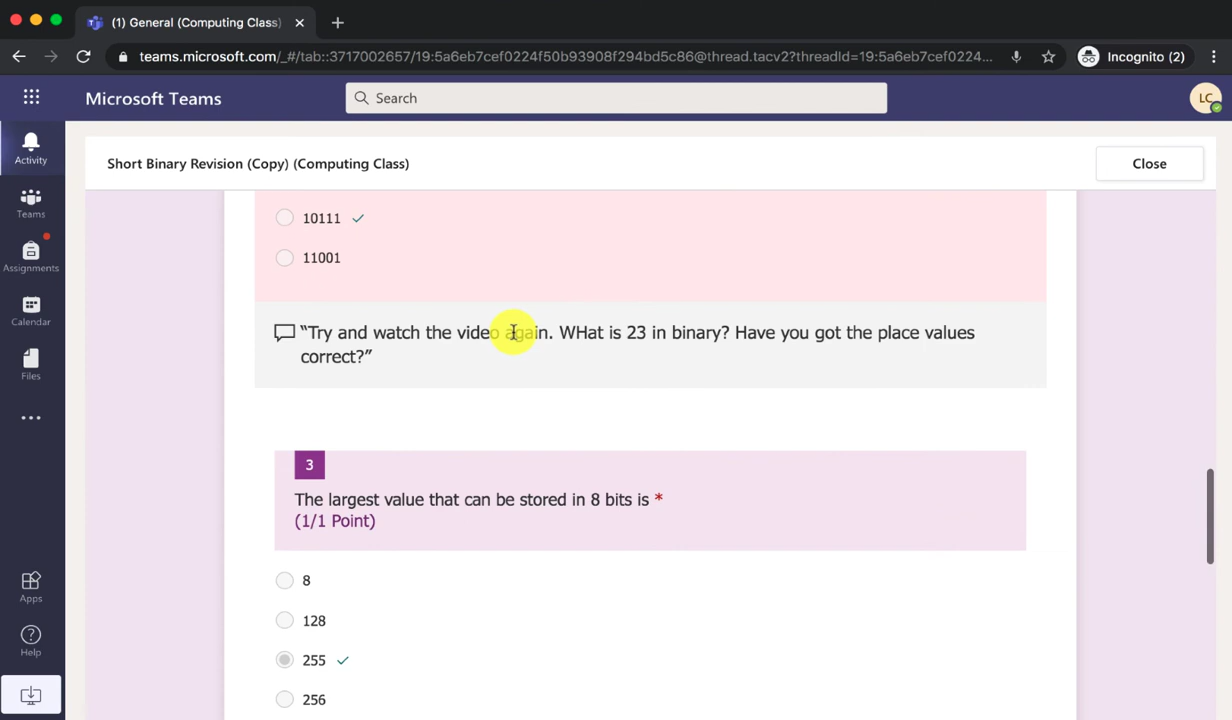 (1) General (Computing Class)
teams.microsoft.com/_#/tab::3717002657/19:5a6eb7cef0224f50b93908f294bd5c86@thread.tacv2?threadId=19:5a6eb7cef0224...
Incognito (2)
Microsoft Teams
Search
LC
Activity
Teams
Assignments
Calendar
Files
Apps
Help
Short Binary Revision (Copy) (Computing Class)
Close
10111
11001
“Try and watch the video again. WHat is 23 in binary? Have you got the place values
correct?”
3
The largest value that can be stored in 8 bits is *
(1/1 Point)
8
128
255
256